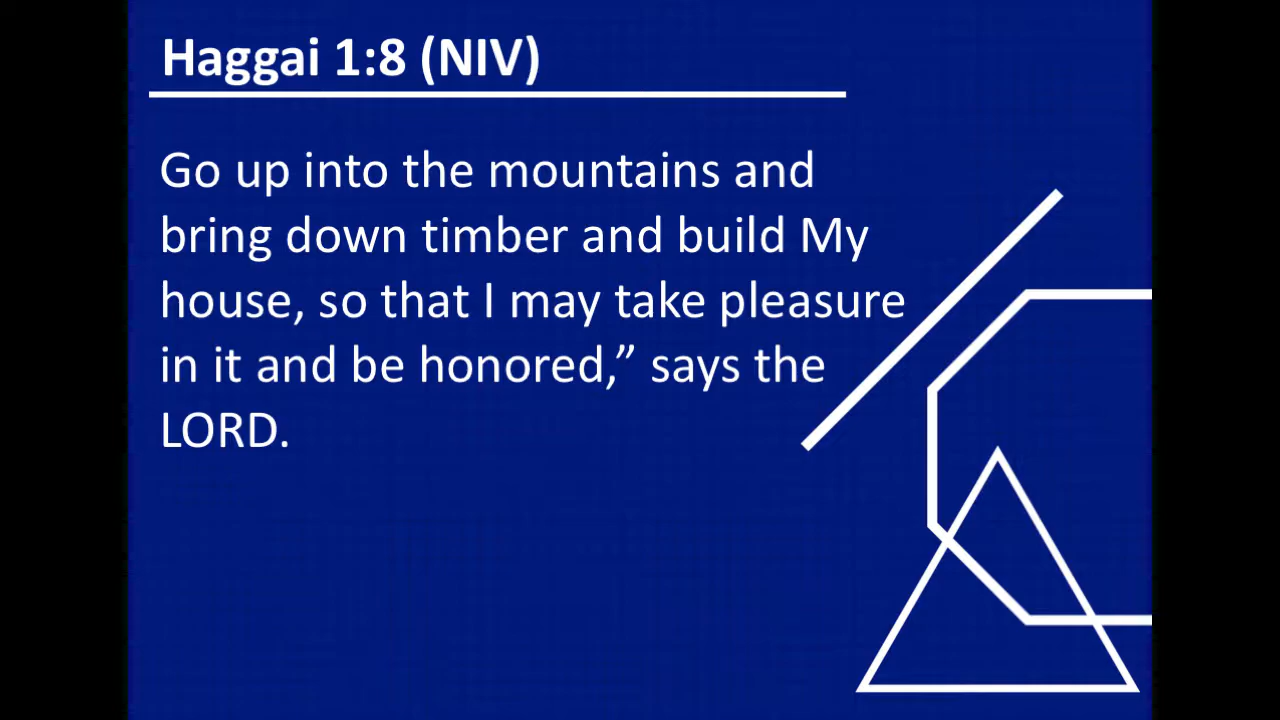 Haggai 1:8 (NIV)
Go up into the mountains and
bring down timber and build My
house, so that I may take pleasure
in it and be honored,” says the
LORD.